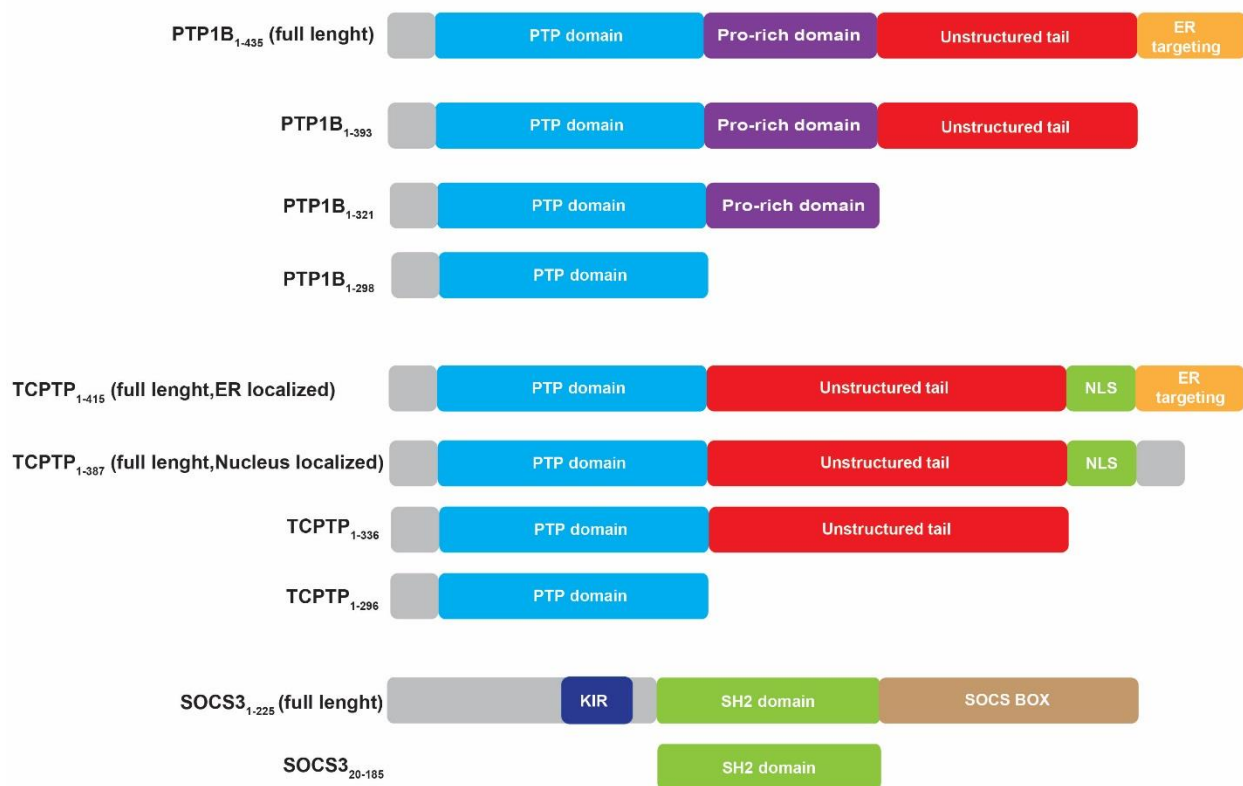 PTP1B1-435 (full lenght) PTP domain Pro-rich domain Unstructured tail ER targeting
PTP1B1-393 PTP domain Pro-rich domain Unstructured tail
PTP1B1-321 PTP domain Pro-rich domain
PTP1B1-298 PTP domain
TCPTP1-415 (full lenght,ER localized) PTP domain Unstructured tail NLS ER targeting
TCPTP1-387 (full lenght,Nucleus localized) PTP domain Unstructured tail NLS
TCPTP1-336 PTP domain Unstructured tail
TCPTP1-296 PTP domain
SOCS31-225 (full lenght) KIR SH2 domain SOCS BOX
SOCS320-185 SH2 domain